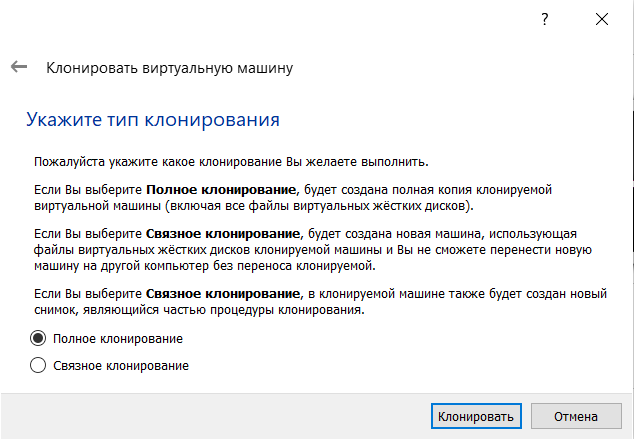 ?
Клонировать виртуальную машину
Укажите тип клонирования
Пожалуйста укажите какое клонирование Вы желаете выполнить.
Если Вы выберите Полное клонирование, будет создана полная копия клонируемой
виртуальной машины (включая все файлы виртуальных жёстких дисков).
Если Вы выберите Связное клонирование, будет создана новая машина, использующая
файлы виртуальных жёстких дисков клонируемой машины и Вы не сможете перенести новую
машину на другой компьютер без переноса клонируемой.
Если Вы выберите Связное клонирование, в клонируемой машине также будет создан новый
снимок, являющийся частью процедуры клонирования.
Полное клонирование
Связное клонирование
Клонировать
Отмена